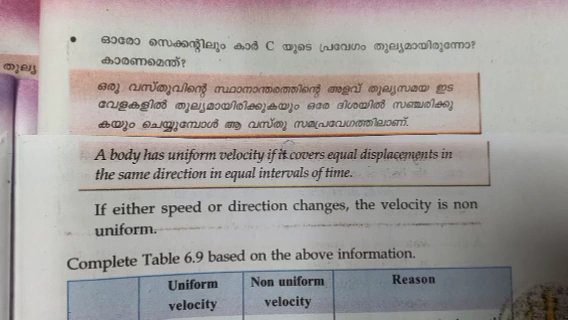 ഓരോ സെക്കന്റിലും കാർ C യുടെ പ്രവേഗം തുല്യമായിരുന്നോ?
കാരണമെന്ത്?
തുല്യ
ഒരു വസ്തുവിന്റെ സ്ഥാനാന്തരത്തിന്റെ അളവ് തുല്യസമയ ഇട
വേളകളിൽ തുല്യമായിരിക്കുകയും ഒരേ ദിശയിൽ സഞ്ചരിക്കു
കയും ചെയ്യുമ്പോൾ ആ വസ്തു സമപ്രവേഗത്തിലാണ്.
A body has uniform velocity if it covers equal displacements in
the same direction in equal intervals of time.
If either speed or direction changes, the velocity is non
uniform.
Complete Table 6.9 based on the above information.
Uniform velocity
Non uniform velocity
Reason